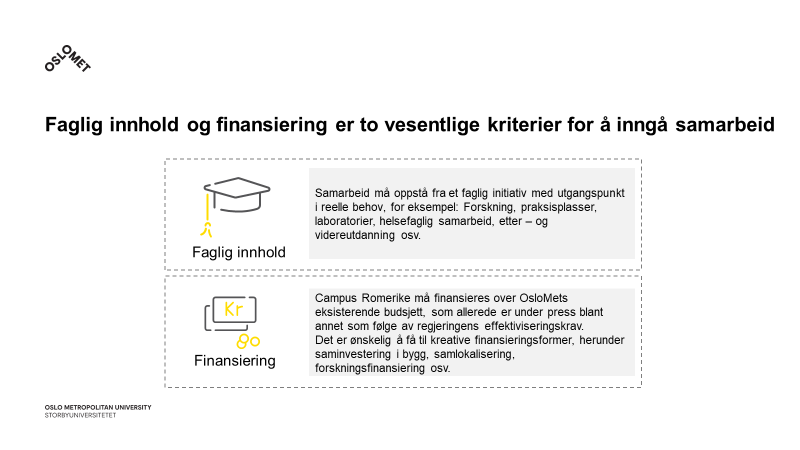 OSLOMET
Faglig innhold og finansiering er to vesentlige kriterier for å inngå samarbeid
Samarbeid må oppstå fra et faglig initiativ med utgangspunkt
i reelle behov, for eksempel: Forskning, praksisplasser,
laboratorier, helsefaglig samarbeid, etter – og
videreutdanning osv.
Faglig innhold
Kr
Campus Romerike må finansieres over OsloMets
eksisterende budsjett, som allerede er under press blant
annet som følge av regjeringens effektiviseringskrav.
Det er ønskelig å få til kreative finansieringsformer, herunder
saminvestering i bygg, samlokalisering,
forskningsfinansiering osv.
Finansiering
OSLO METROPOLITAN UNIVERSITY
STORBYUNIVERSITETET